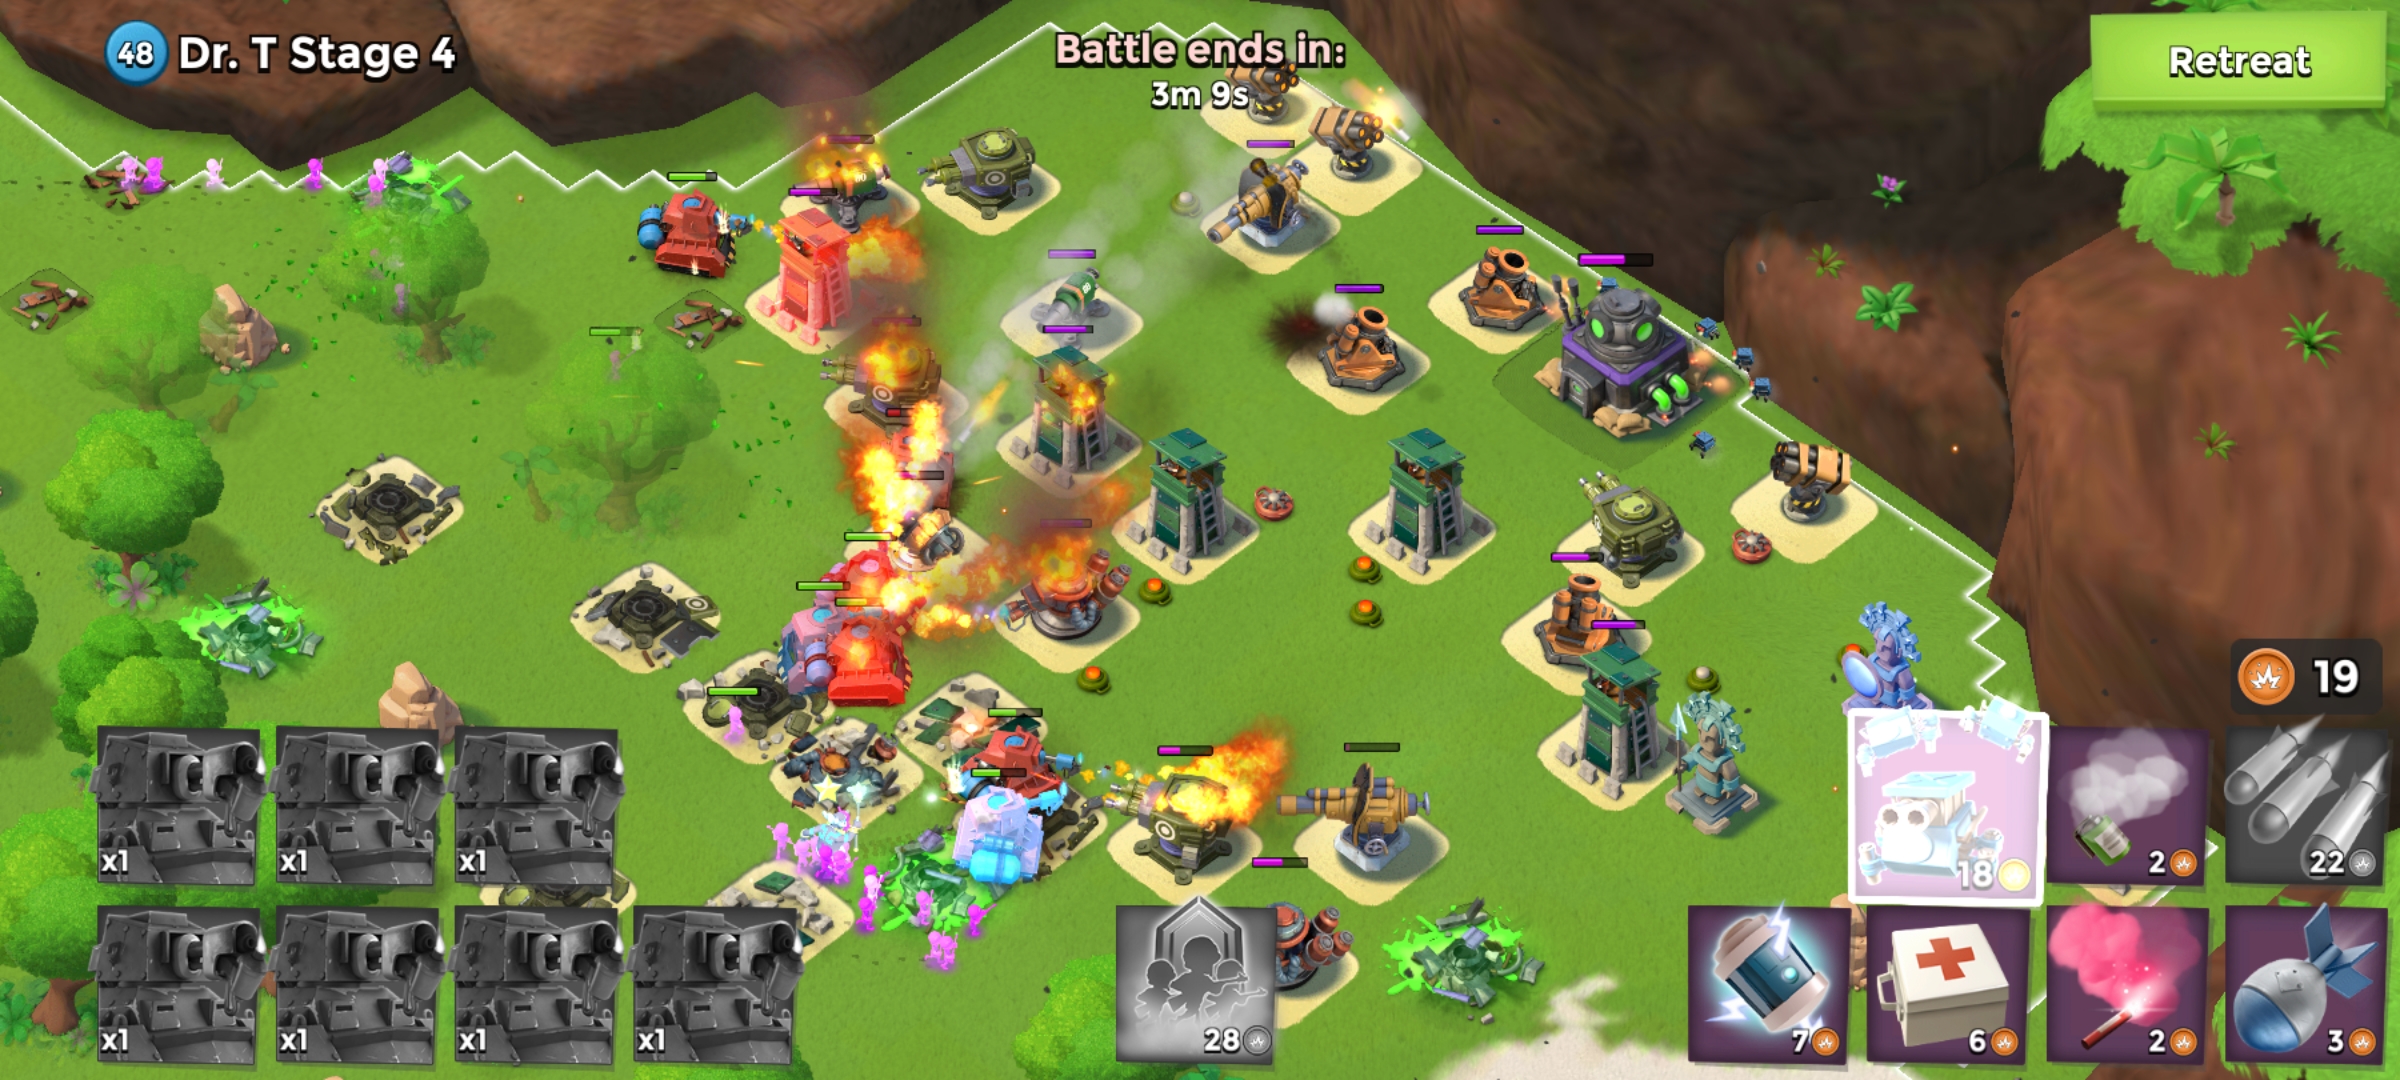 48 Dr. T Stage 4
Battle ends in:
3m 9s
Retreat
19
x1 x1 x1
18 2 22
x1 x1 x1 x1
28 7 6 2 3